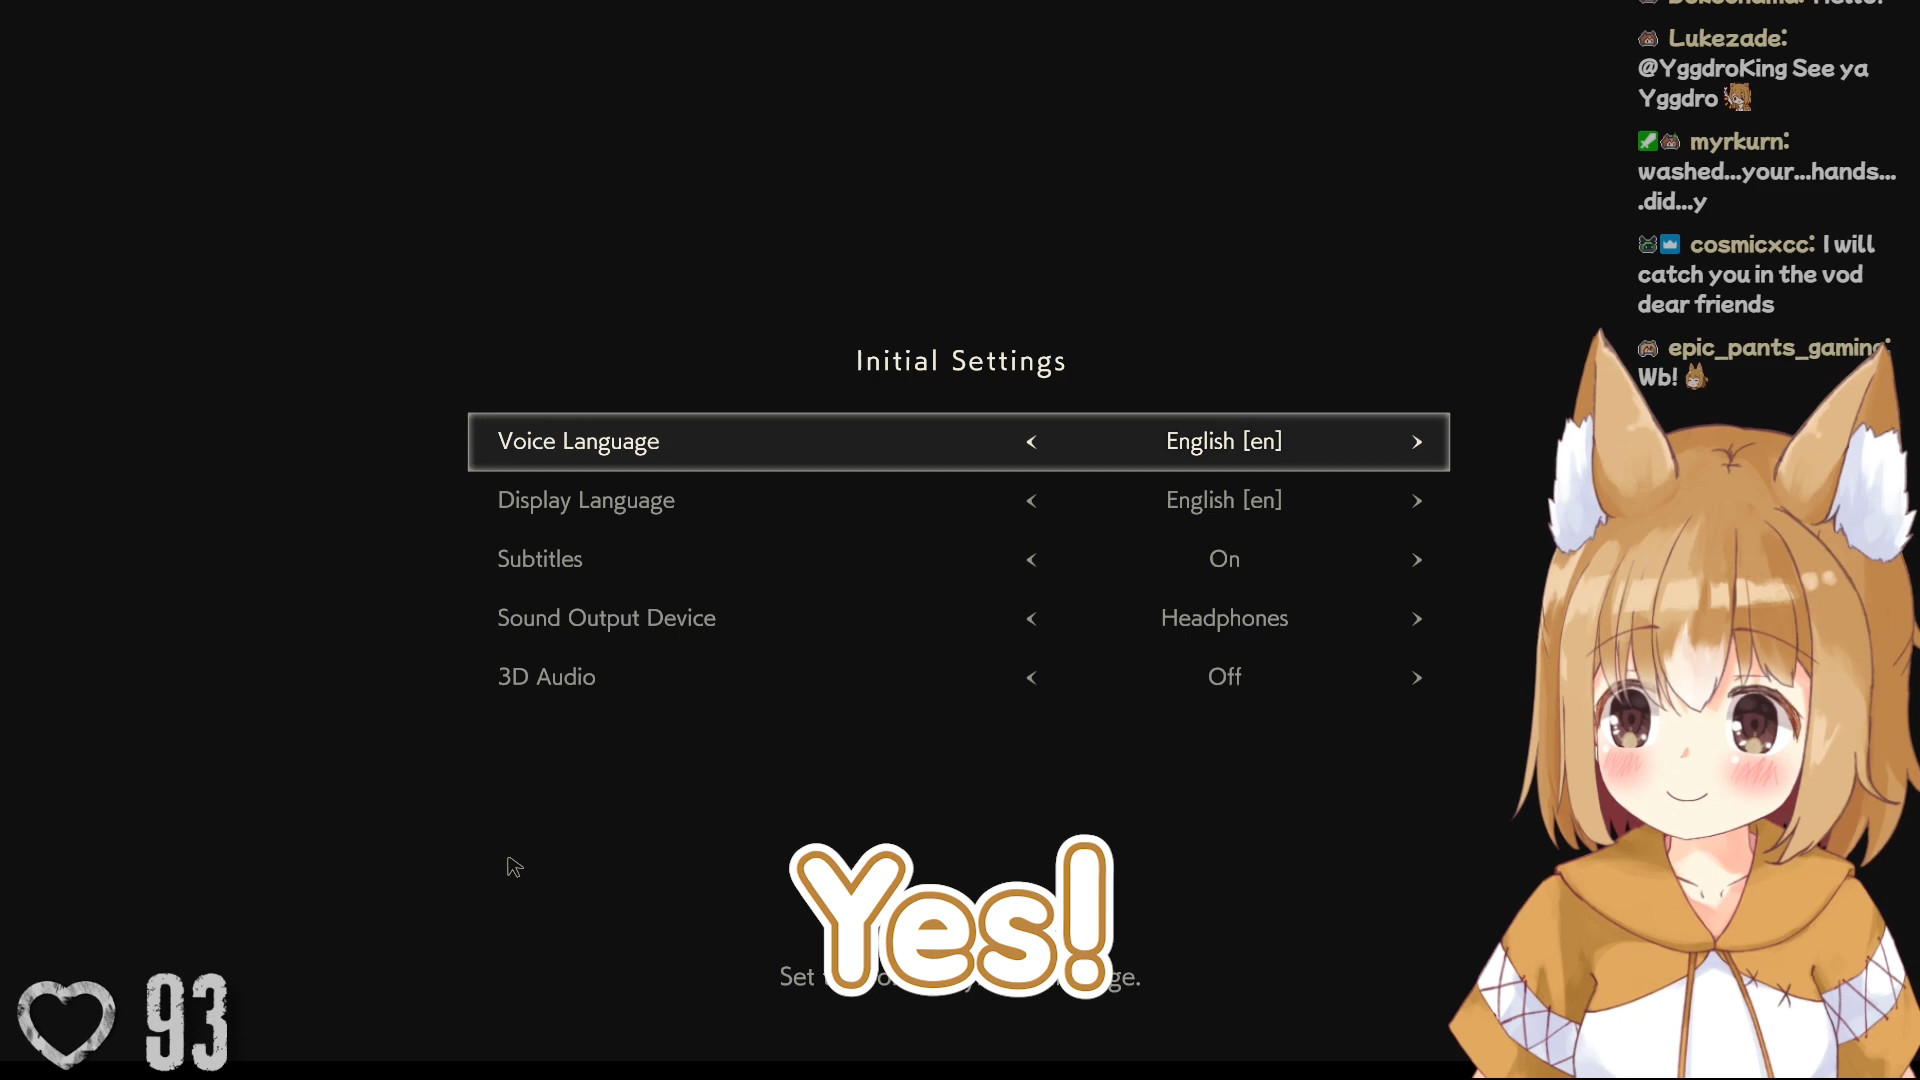 Hello!
Lukezade:
@YggdroKing See ya
Yggdro
myrkurn:
washed...your...hands...
.did...y
cosmicxcc: I will
catch you in the vod
dear friends
epic_pants_gaming:
Wb!
Initial Settings
Voice Language < English [en] >
Display Language < English [en] >
Subtitles < On >
Sound Output Device < Headphones >
3D Audio < Off >
Yes!
Set
93